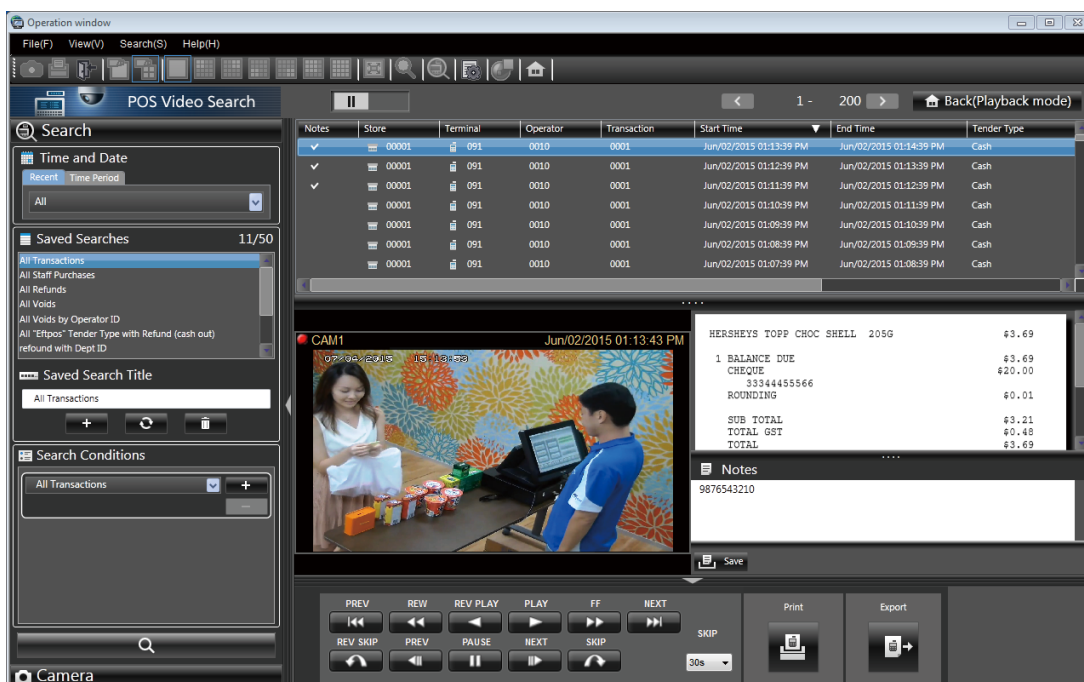 Operation window
File(F) View(V) Search(S) Help(H)
POS Video Search
1 - 200
Back(Playback mode)
Search
Time and Date
Recent Time Period
All
Saved Searches 11/50
All Transactions
All Staff Purchases
All Refunds
All Voids
All Voids by Operator ID
All "Eftpos" Tender Type with Refund (cash out)
refound with Dept ID
Saved Search Title
All Transactions
Search Conditions
All Transactions
Camera
Notes Store Terminal Operator Transaction Start Time End Time Tender Type
00001 091 0010 0001 Jun/02/2015 01:13:39 PM Jun/02/2015 01:14:39 PM Cash
00001 091 0010 0001 Jun/02/2015 01:12:39 PM Jun/02/2015 01:13:39 PM Cash
00001 091 0010 0001 Jun/02/2015 01:11:39 PM Jun/02/2015 01:12:39 PM Cash
00001 091 0010 0001 Jun/02/2015 01:10:39 PM Jun/02/2015 01:11:39 PM Cash
00001 091 0010 0001 Jun/02/2015 01:09:39 PM Jun/02/2015 01:10:39 PM Cash
00001 091 0010 0001 Jun/02/2015 01:08:39 PM Jun/02/2015 01:09:39 PM Cash
00001 091 0010 0001 Jun/02/2015 01:07:39 PM Jun/02/2015 01:08:39 PM Cash
CAM1 Jun/02/2015 01:13:43 PM
07/04/2015 15:13:53
HERSHEYS TOPP CHOC SHELL 205G $3.69
1 BALANCE DUE $3.69
CHEQUE $20.00
33344455566
ROUNDING $0.01
SUB TOTAL $3.21
TOTAL GST $0.48
TOTAL $3.69
Notes
9876543210
Save
PREV REW REV PLAY PLAY FF NEXT
REV SKIP PREV PAUSE NEXT SKIP
SKIP
30s
Print
Export